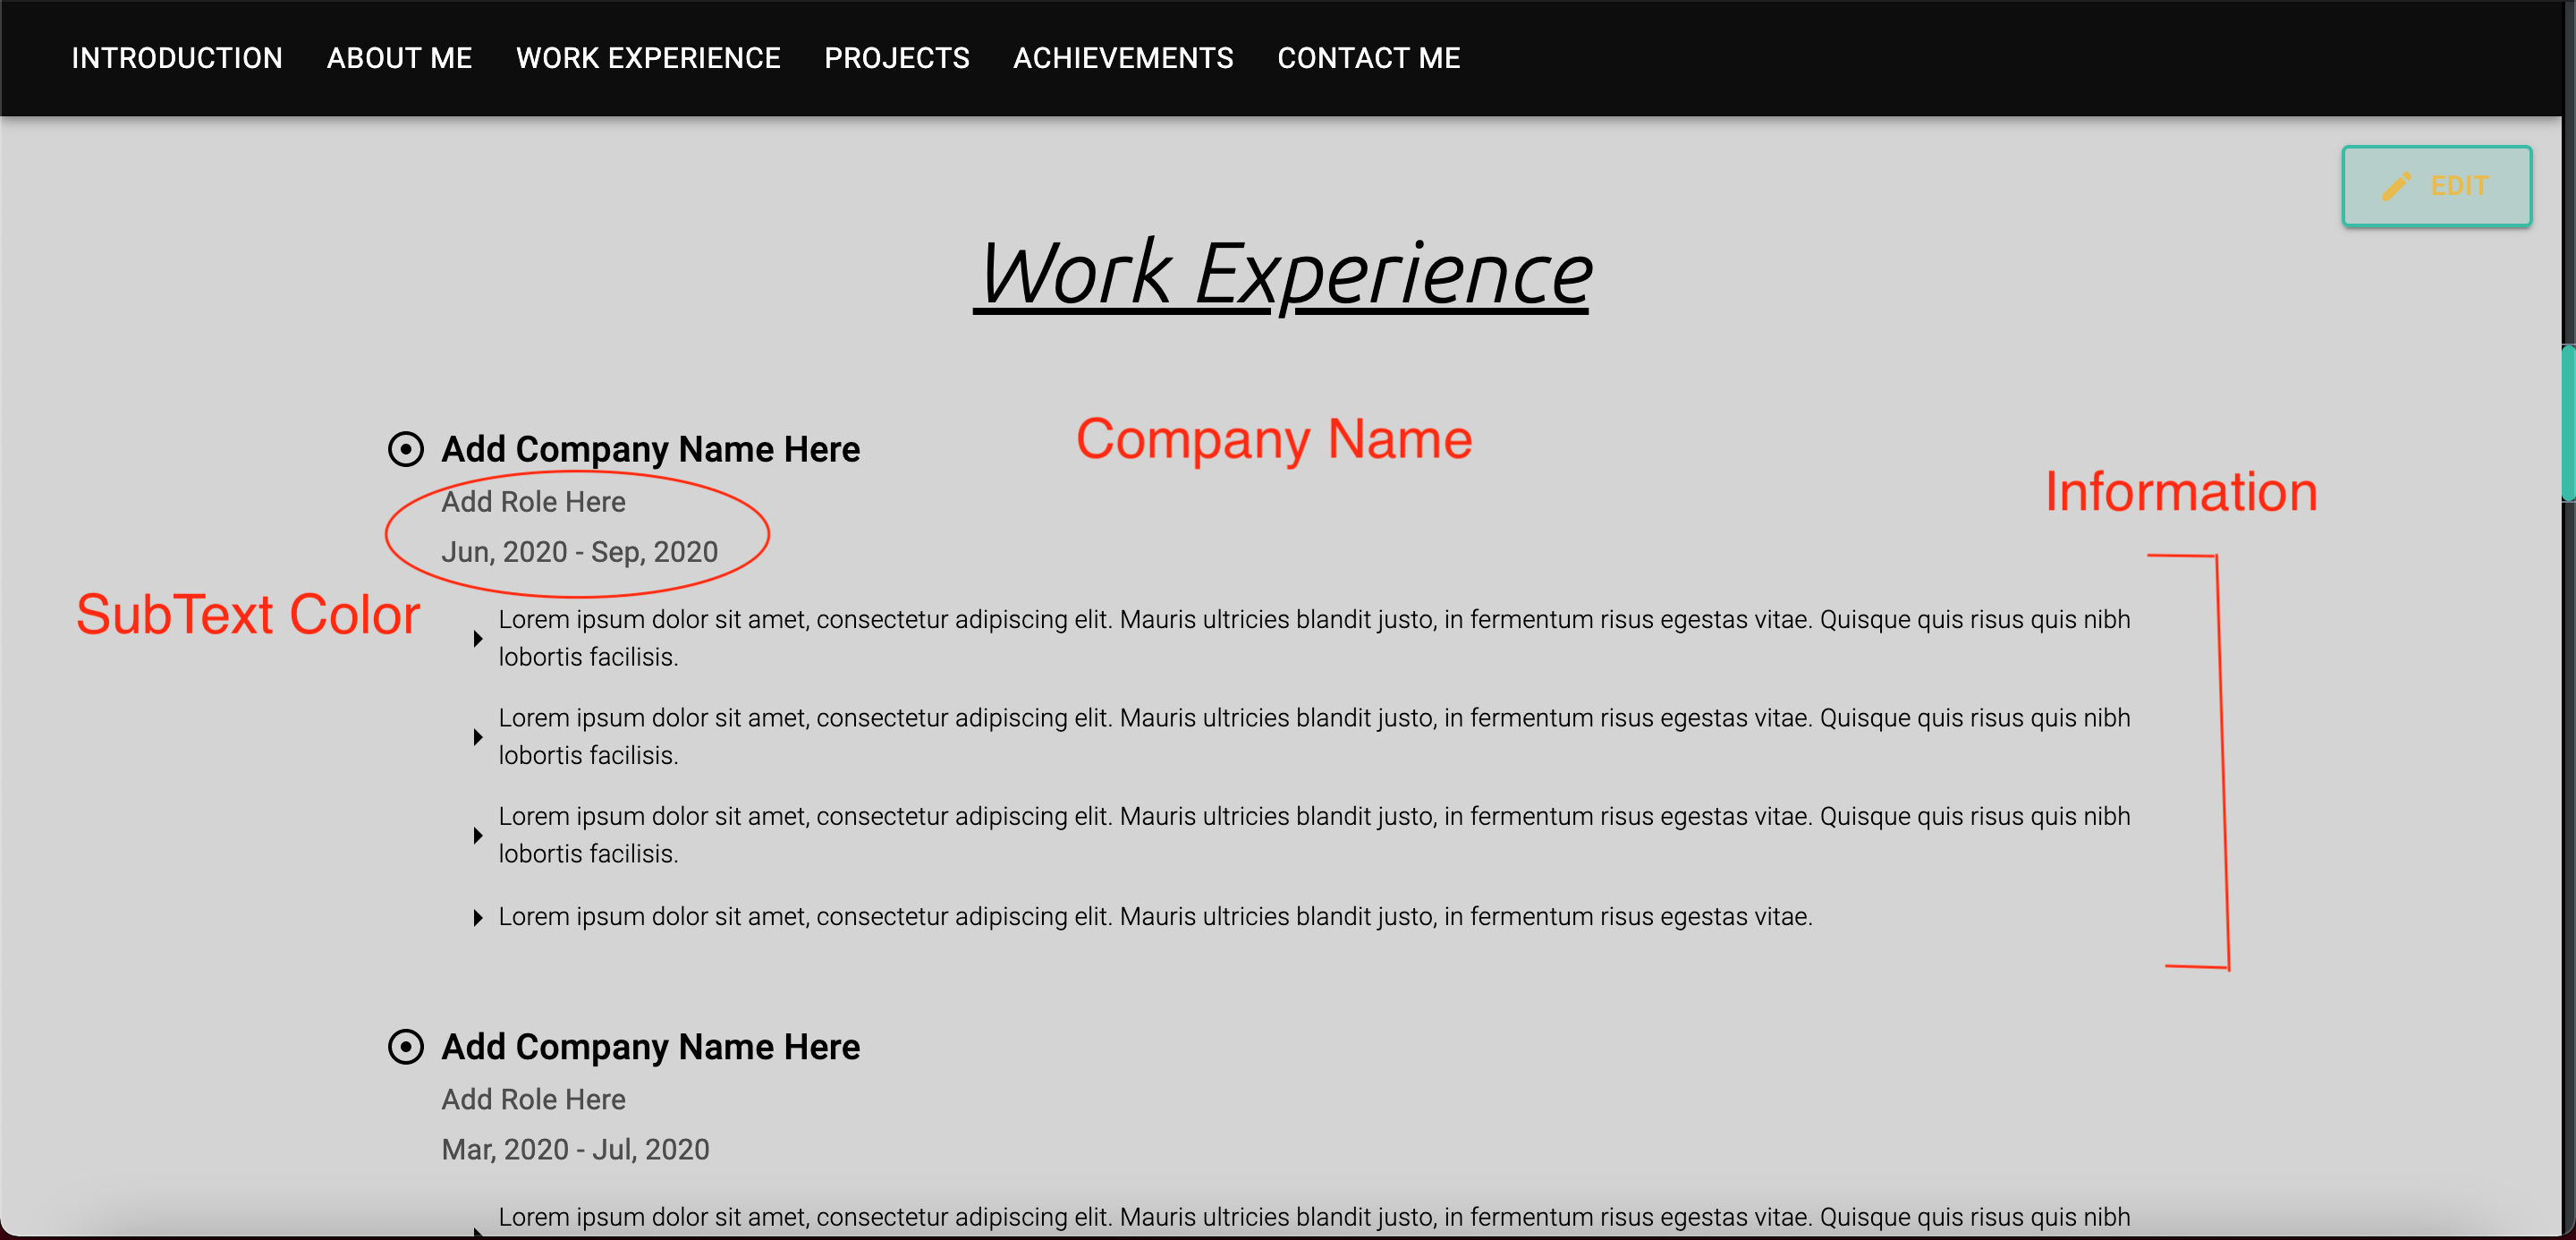 INTRODUCTION ABOUT ME WORK EXPERIENCE PROJECTS ACHIEVEMENTS CONTACT ME
EDIT
Work Experience
Add Company Name Here
Company Name
Add Role Here
Information
Jun, 2020 - Sep, 2020
SubText Color
Lorem ipsum dolor sit amet, consectetur adipiscing elit. Mauris ultricies blandit justo, in fermentum risus egestas vitae. Quisque quis risus quis nibh
lobortis facilisis.
Lorem ipsum dolor sit amet, consectetur adipiscing elit. Mauris ultricies blandit justo, in fermentum risus egestas vitae. Quisque quis risus quis nibh
lobortis facilisis.
Lorem ipsum dolor sit amet, consectetur adipiscing elit. Mauris ultricies blandit justo, in fermentum risus egestas vitae. Quisque quis risus quis nibh
lobortis facilisis.
Lorem ipsum dolor sit amet, consectetur adipiscing elit. Mauris ultricies blandit justo, in fermentum risus egestas vitae.
Add Company Name Here
Add Role Here
Mar, 2020 - Jul, 2020
Lorem ipsum dolor sit amet, consectetur adipiscing elit. Mauris ultricies blandit justo, in fermentum risus egestas vitae. Quisque quis risus quis nibh